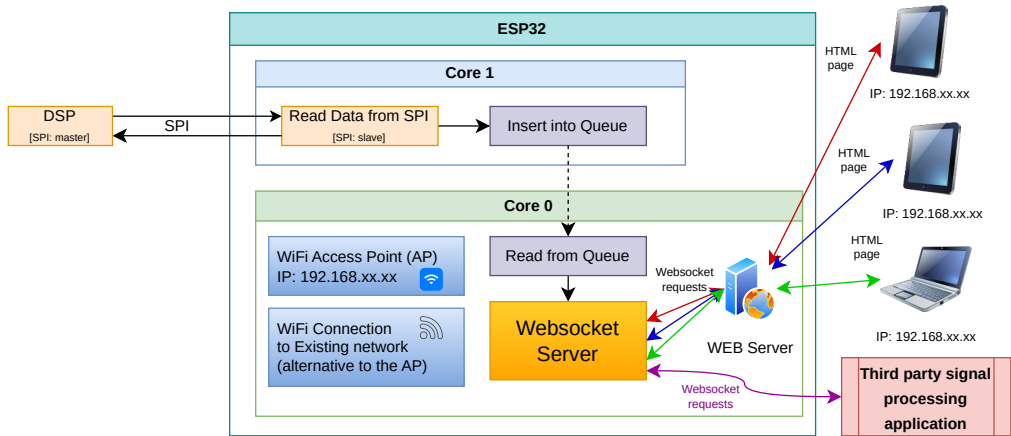 ESP32
Core 1
DSP
[SPI: master]
SPI
Read Data from SPI
[SPI: slave]
Insert into Queue
Core 0
WiFi Access Point (AP)
IP: 192.168.xx.xx
WiFi Connection
to Existing network
(alternative to the AP)
Read from Queue
Websocket
Server
Websocket
requests
WEB Server
Websocket
requests
HTML
page
IP: 192.168.xx.xx
HTML
page
IP: 192.168.xx.xx
HTML
page
IP: 192.168.xx.xx
Third party signal
processing
application